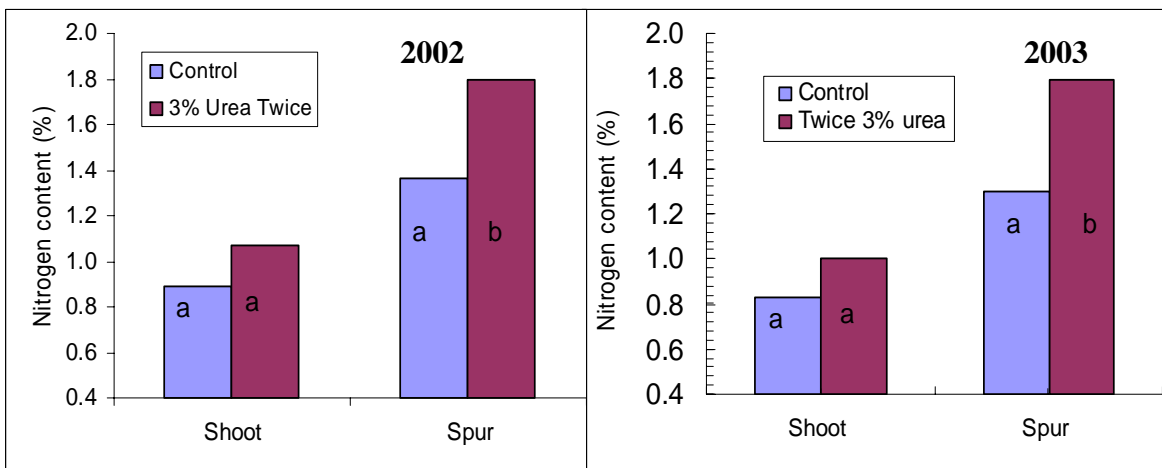 2002
Control
3% Urea Twice
Nitrogen content (%)
2.0
1.8
1.6
1.4
1.2
1.0
0.8
0.6
0.4
a
a
a
b
Shoot
Spur
2003
Control
Twice 3% urea
Nitrogen content (%)
2.0
1.8
1.6
1.4
1.2
1.0
0.8
0.6
0.4
a
a
a
b
Shoot
Spur